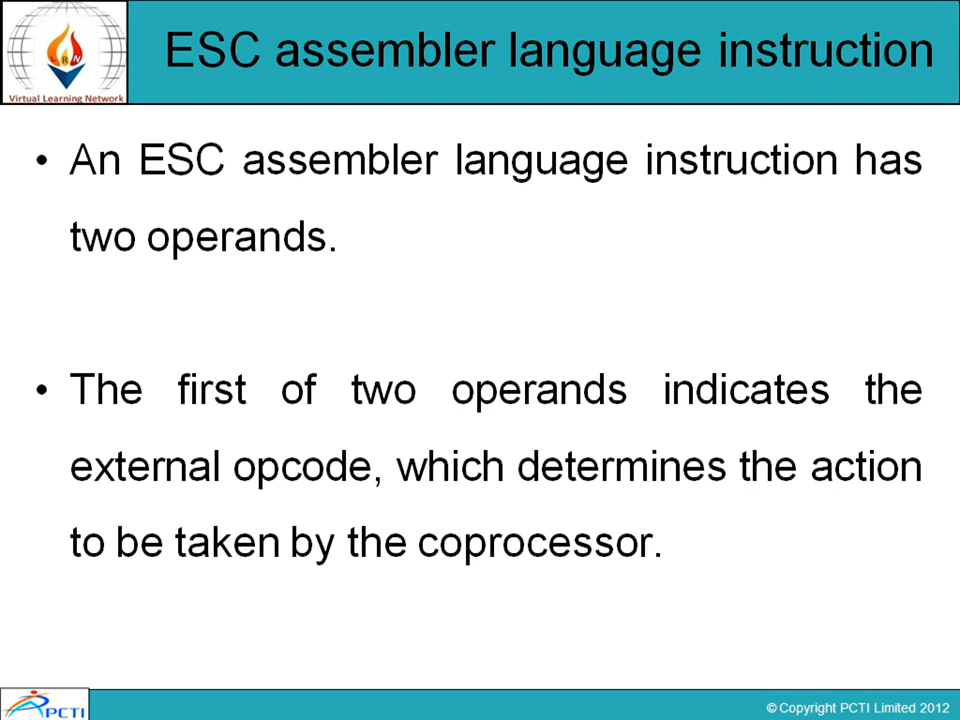 ESC assembler language instruction
RN
Virtual Learning Network
• An ESC assembler language instruction has
two operands.
• The first of two operands indicates the
external opcode, which determines the action
to be taken by the coprocessor.
PCTI
© Copyright PCTI Limited 2012